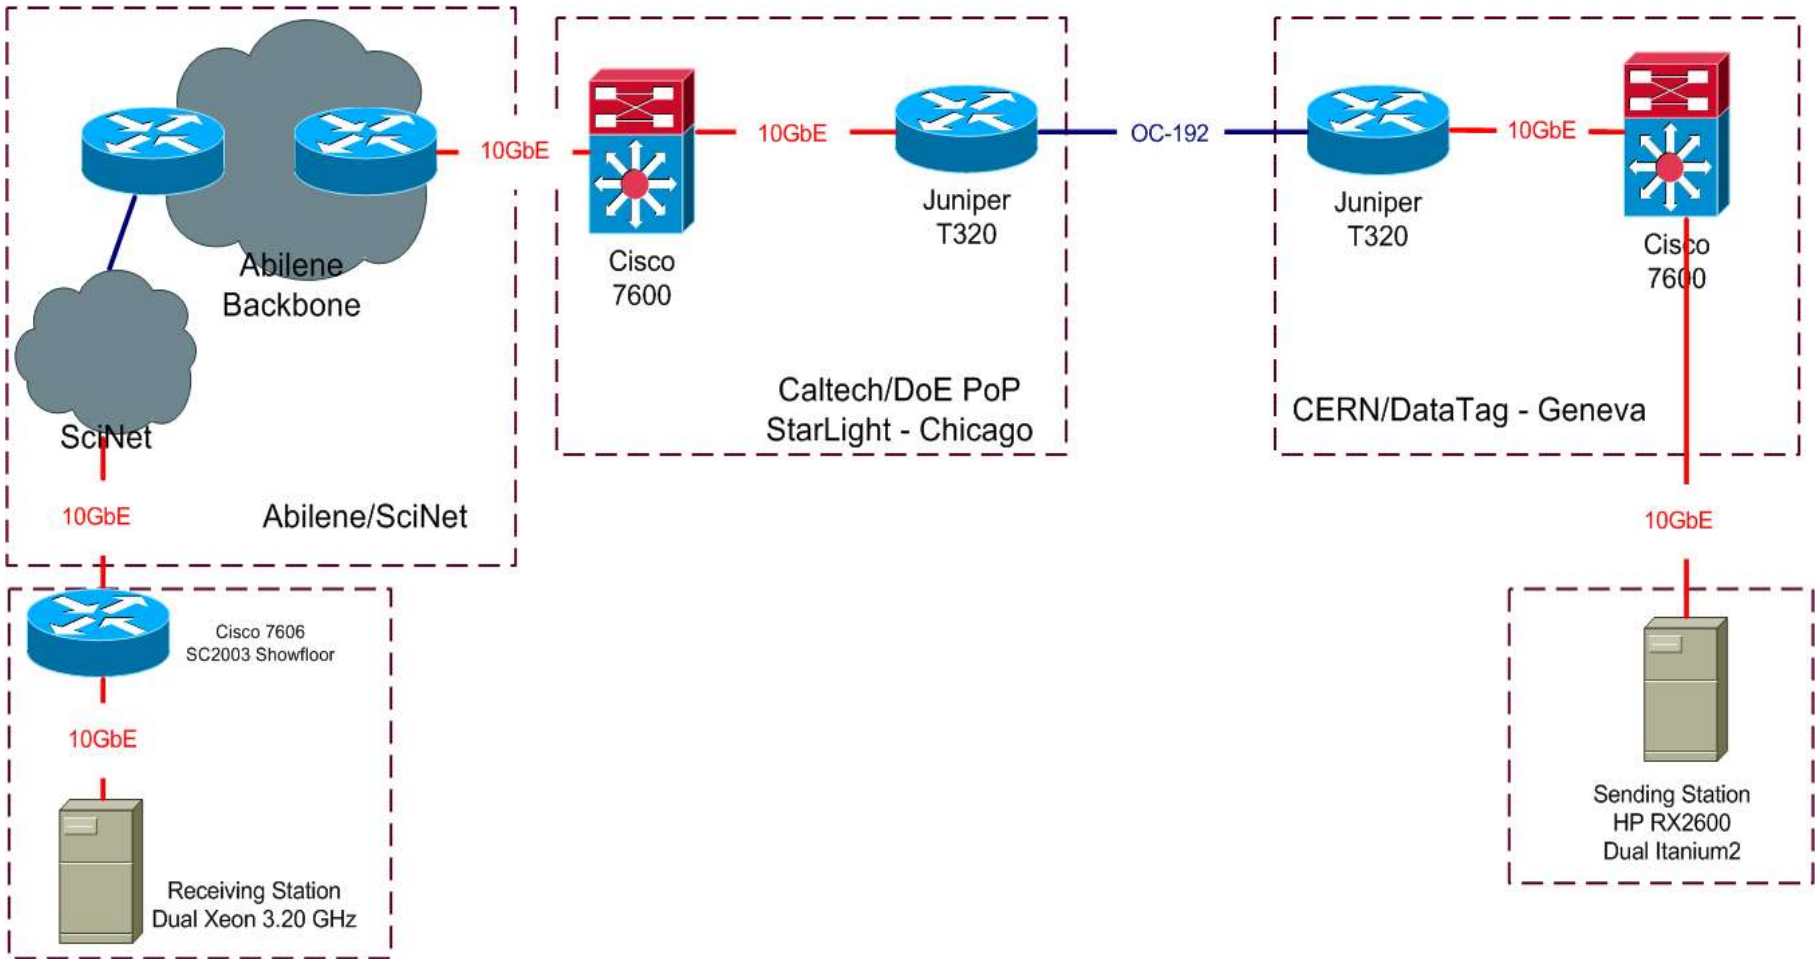 10GbE
10GbE
OC-192
10GbE
Abilene
Backbone
Cisco
7600
Juniper
T320
Juniper
T320
Cisco
7600
SciNet
Caltech/DoE PoP
StarLight - Chicago
CERN/DataTag - Geneva
10GbE
Abilene/SciNet
10GbE
Cisco 7606
SC2003 Showfloor
10GbE
Receiving Station
Dual Xeon 3.20 GHz
Sending Station
HP RX2600
Dual Itanium2